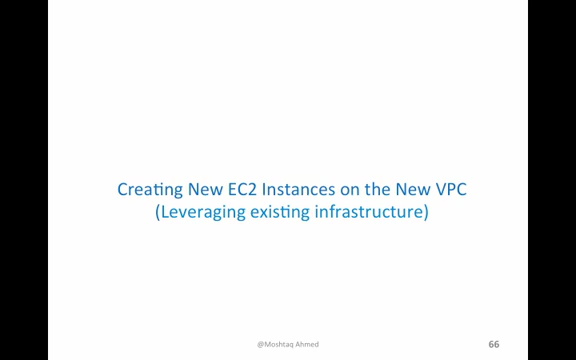 Creating New EC2 Instances on the New VPC
(Leveraging existing infrastructure)
@Moshtaq Ahmed
66